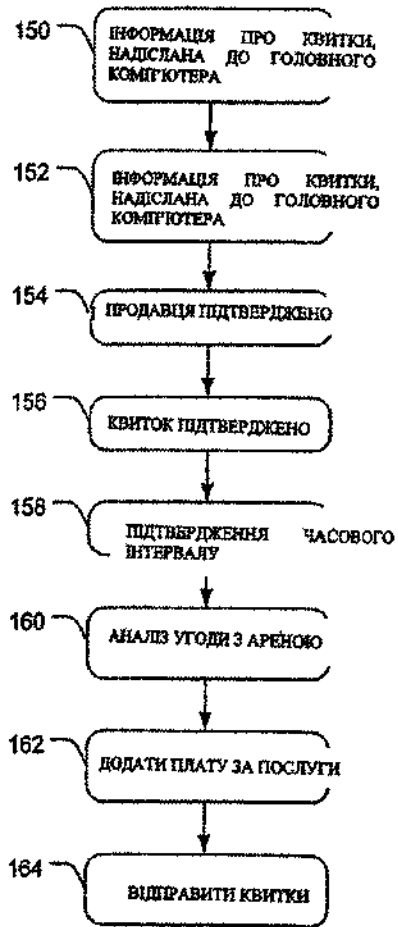 150
ІНФОРМАЦІЯ ПРО КВИТКИ,
НАДІСЛАНА ДО ГОЛОВНОГО
КОМП'ЮТЕРА
152
ІНФОРМАЦІЯ ПРО КВИТКИ,
НАДІСЛАНА ДО ГОЛОВНОГО
КОМП'ЮТЕРА
154
ПРОДАВЦЯ ПІДТВЕРДЖЕНО
156
КВИТОК ПІДТВЕРДЖЕНО
158
ПІДТВЕРДЖЕННЯ ЧАСОВОГО
ІНТЕРВАЛУ
160
АНАЛІЗ УГОДИ З АРЕНОЮ
162
ДОДАТИ ПЛАТУ ЗА ПОСЛУГИ
164
ВІДПРАВИТИ КВИТКИ